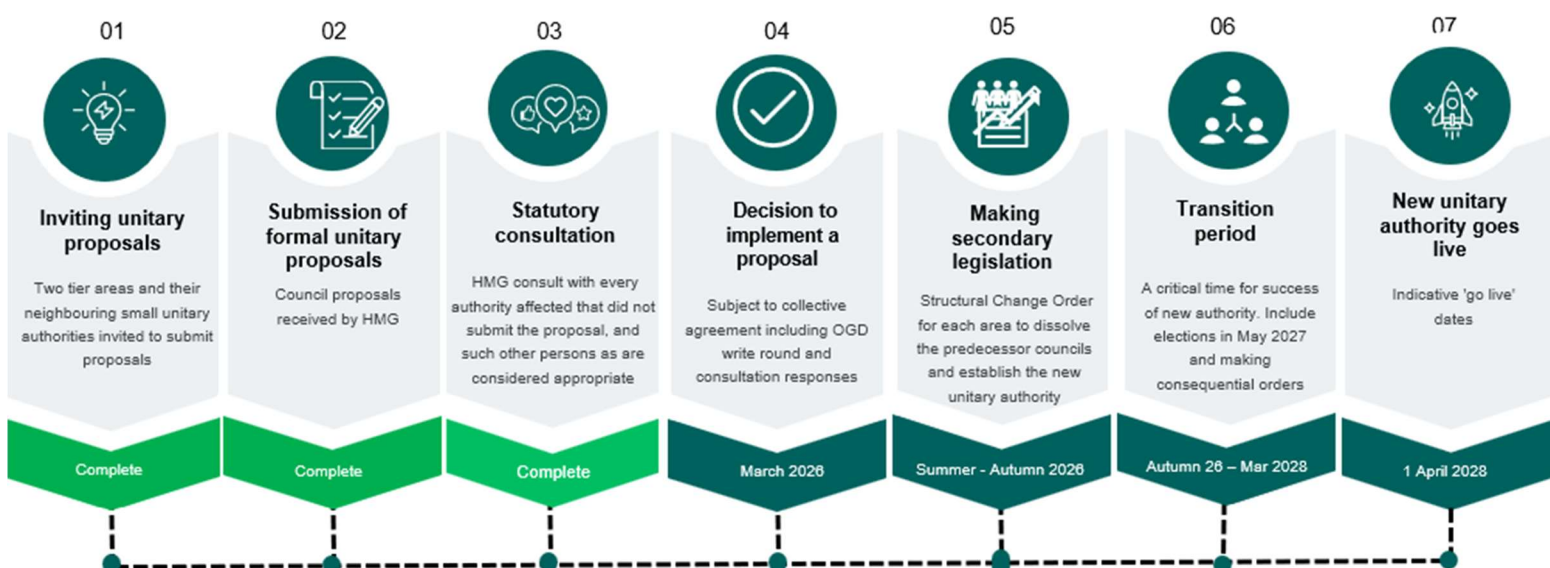 01
Inviting unitary
proposals
Two tier areas and their
neighbouring small unitary
authorities invited to submit
proposals
Complete
02
Submission of
formal unitary
proposals
Council proposals
received by HMG
Complete
03
Statutory
consultation
HMG consult with every
authority affected that did not
submit the proposal, and
such other persons as are
considered appropriate
Complete
04
Decision to
implement a
proposal
Subject to collective
agreement including OGD
write round and
consultation responses
March 2026
05
Making
secondary
legislation
Structural Change Order
for each area to dissolve
the predecessor councils
and establish the new
unitary authority
Summer - Autumn 2026
06
Transition
period
A critical time for success
of new authority. Include
elections in May 2027
and making
consequential orders
Autumn 26 – Mar 2028
07
New unitary
authority goes
live
Indicative 'go live'
dates
1 April 2028